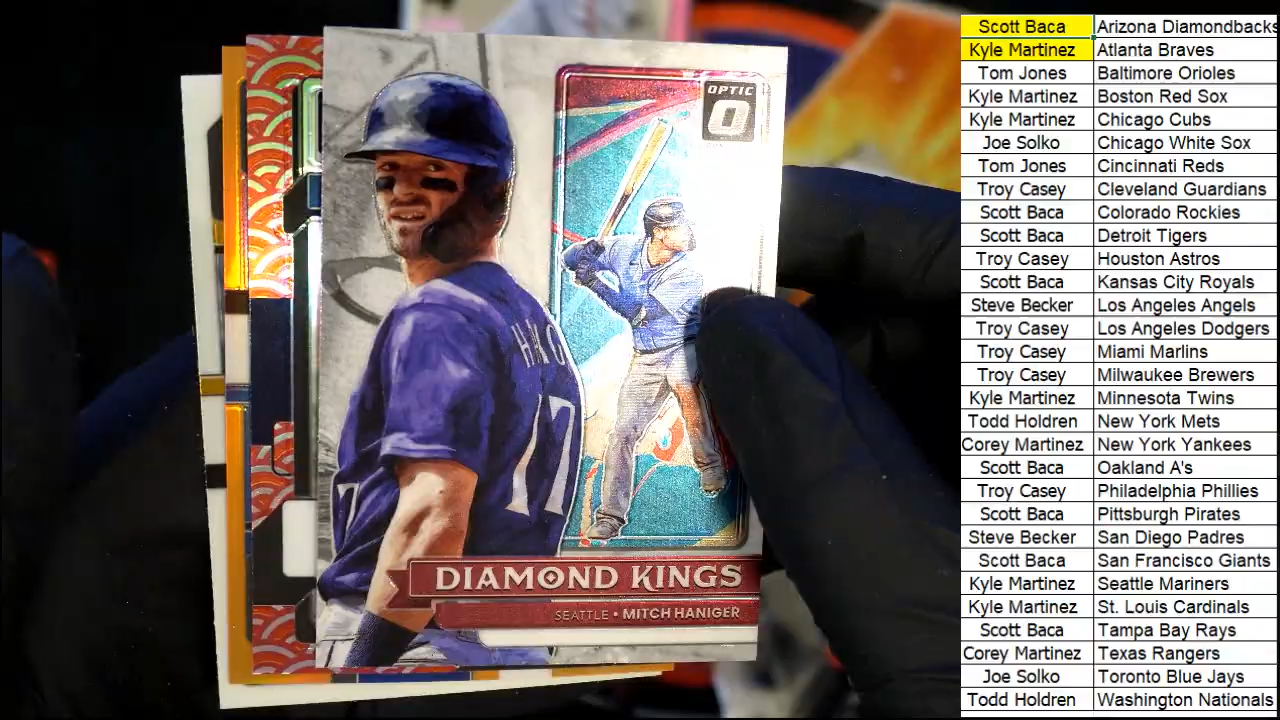 OPTIC
O
HA
17
7
DIAMOND KINGS
SEATTLE • MITCH HANIGER
Scott Baca Arizona Diamondbacks
Kyle Martinez Atlanta Braves
Tom Jones Baltimore Orioles
Kyle Martinez Boston Red Sox
Kyle Martinez Chicago Cubs
Joe Solko Chicago White Sox
Tom Jones Cincinnati Reds
Troy Casey Cleveland Guardians
Scott Baca Colorado Rockies
Scott Baca Detroit Tigers
Troy Casey Houston Astros
Scott Baca Kansas City Royals
Steve Becker Los Angeles Angels
Troy Casey Los Angeles Dodgers
Troy Casey Miami Marlins
Troy Casey Milwaukee Brewers
Kyle Martinez Minnesota Twins
Todd Holdren New York Mets
Corey Martinez New York Yankees
Scott Baca Oakland A's
Troy Casey Philadelphia Phillies
Scott Baca Pittsburgh Pirates
Steve Becker San Diego Padres
Scott Baca San Francisco Giants
Kyle Martinez Seattle Mariners
Kyle Martinez St. Louis Cardinals
Scott Baca Tampa Bay Rays
Corey Martinez Texas Rangers
Joe Solko Toronto Blue Jays
Todd Holdren Washington Nationals